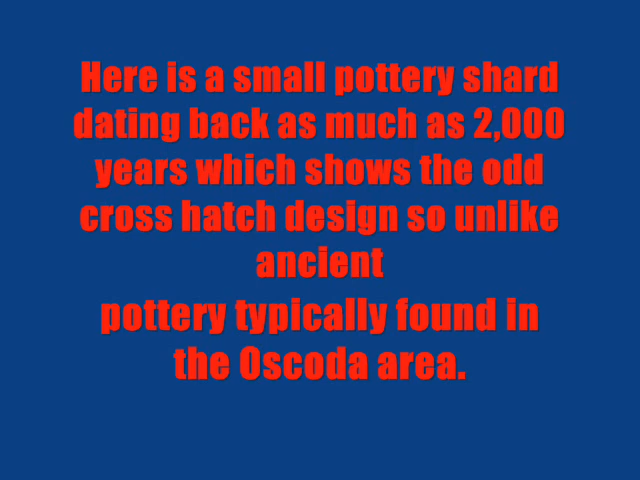 Here is a small pottery shard
dating back as much as 2,000
years which shows the odd
cross hatch design so unlike
ancient
pottery typically found in
the Oscoda area.